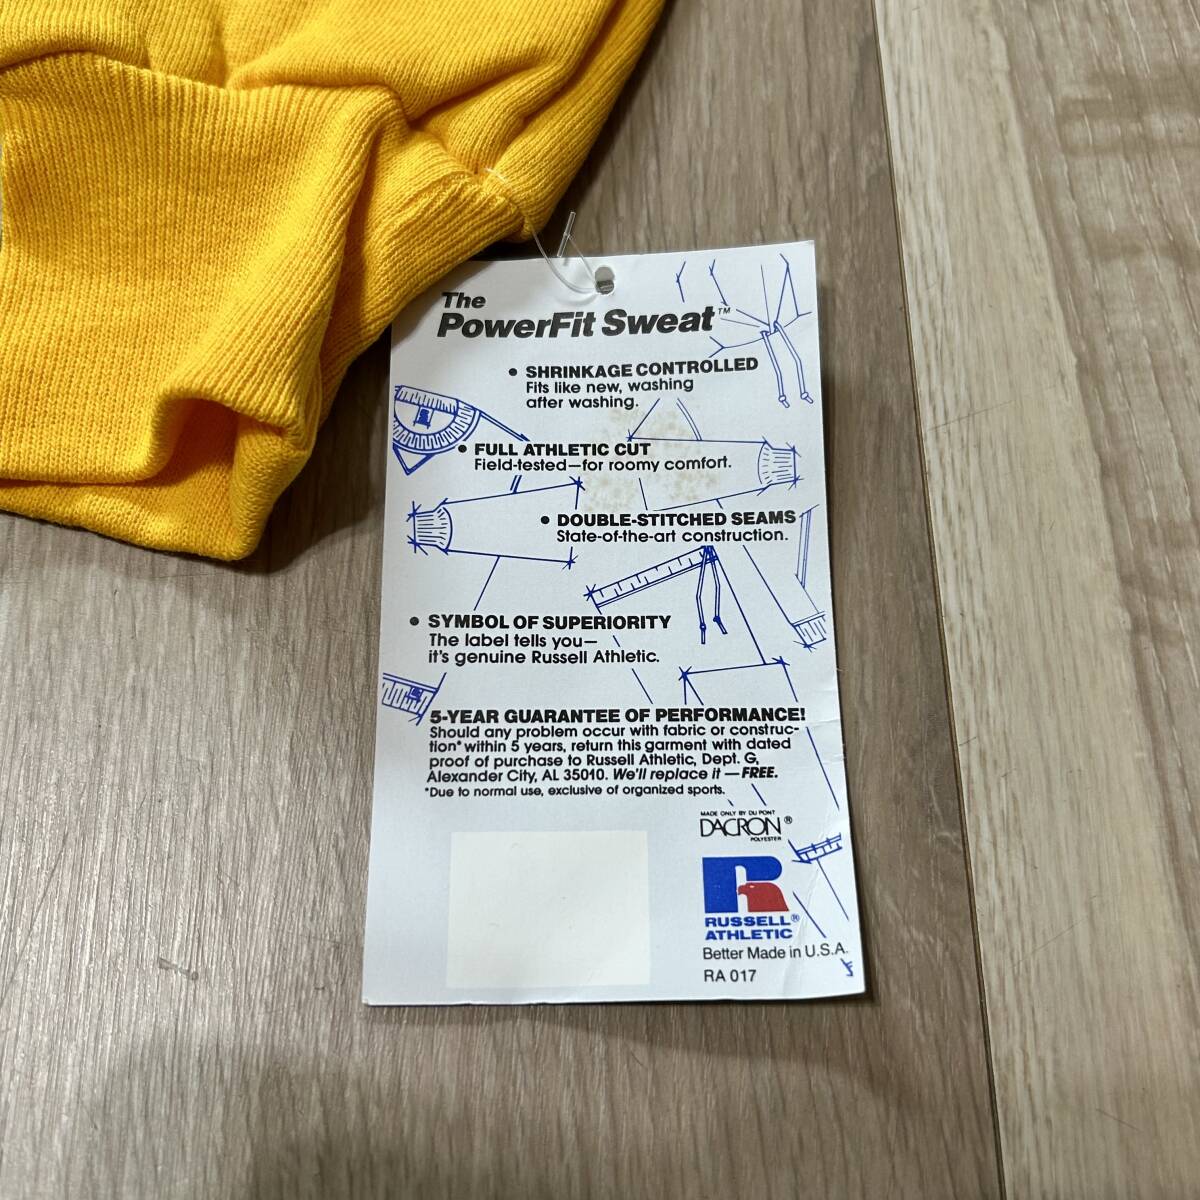 The
PowerFit Sweat™
• SHRINKAGE CONTROLLED
Fits like new, washing
after washing.
• FULL ATHLETIC CUT
Field-tested—for roomy comfort.
• DOUBLE-STITCHED SEAMS
State-of-the-art construction.
• SYMBOL OF SUPERIORITY
The label tells you—
it's genuine Russell Athletic.
5-YEAR GUARANTEE OF PERFORMANCE!
Should any problem occur with fabric or construc-
tion* within 5 years, return this garment with dated
proof of purchase to Russell Athletic, Dept. G,
Alexander City, AL 35010. We'll replace it — FREE.
*Due to normal use, exclusive of organized sports.
MADE ONLY BY DU PONT
DACRON®
POLYESTER
R
RUSSELL®
ATHLETIC
Better Made in U.S.A.
RA 017